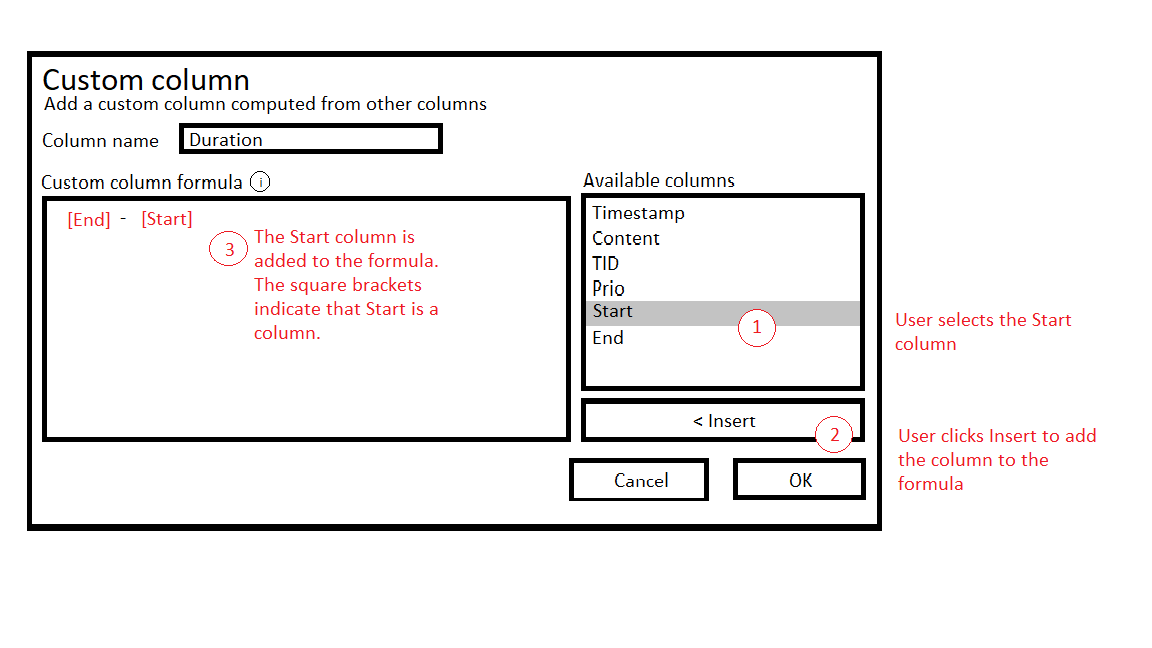 Custom column
Add a custom column computed from other columns
Column name
Duration
Custom column formula i
[End] - [Start]
3
The Start column is
added to the formula.
The square brackets
indicate that Start is a
column.
Available columns
Timestamp
Content
TID
Prio
Start
End
1
User selects the Start
column
< Insert
2
User clicks Insert to add
the column to the
formula
Cancel
OK